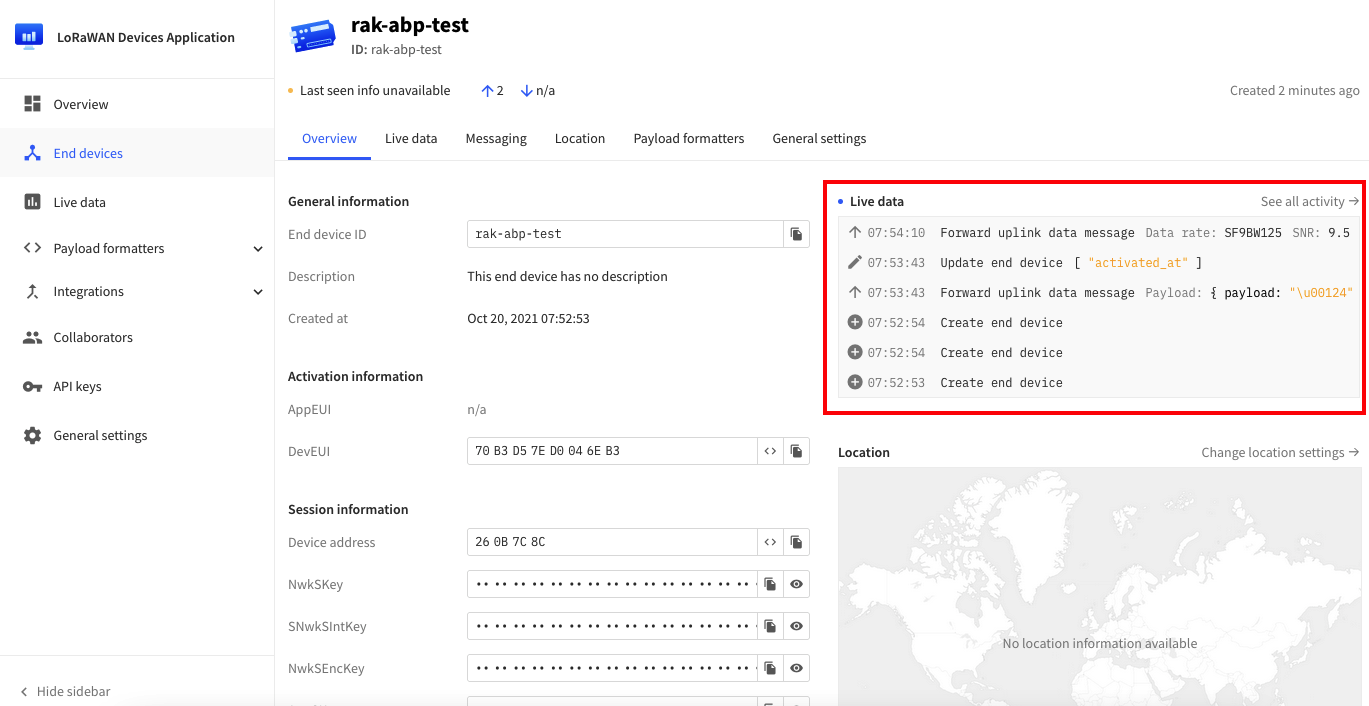 LoRaWAN Devices Application
Overview
End devices
Live data
Payload formatters
Integrations
Collaborators
API keys
General settings
Hide sidebar
rak-abp-test
ID: rak-abp-test
Last seen info unavailable 2 n/a Created 2 minutes ago
Overview Live data Messaging Location Payload formatters General settings
General information
End device ID rak-abp-test
Description This end device has no description
Created at Oct 20, 2021 07:52:53
Activation information
AppEUI n/a
DevEUI 70 B3 D5 7E D0 04 6E B3
Session information
Device address 26 0B 7C 8C
NwkSKey
SNwkSIntKey
NwkSEncKey
Live data See all activity →
07:54:10 Forward uplink data message Data rate: SF9BW125 SNR: 9.5
07:53:43 Update end device [ "activated_at" ]
07:53:43 Forward uplink data message Payload: { payload: "\u00124"
07:52:54 Create end device
07:52:54 Create end device
07:52:53 Create end device
Location Change location settings →
No location information available